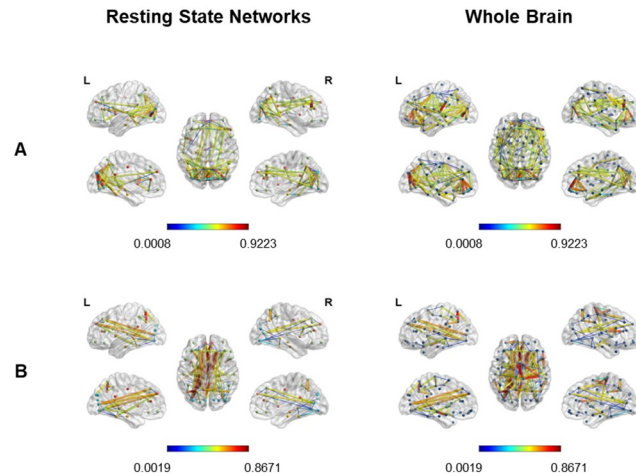 Resting State Networks
Whole Brain
L
R
L
A
0.0008
0.9223
0.0008
0.9223
L
R
L
B
0.0019
0.8671
0.0019
0.8671